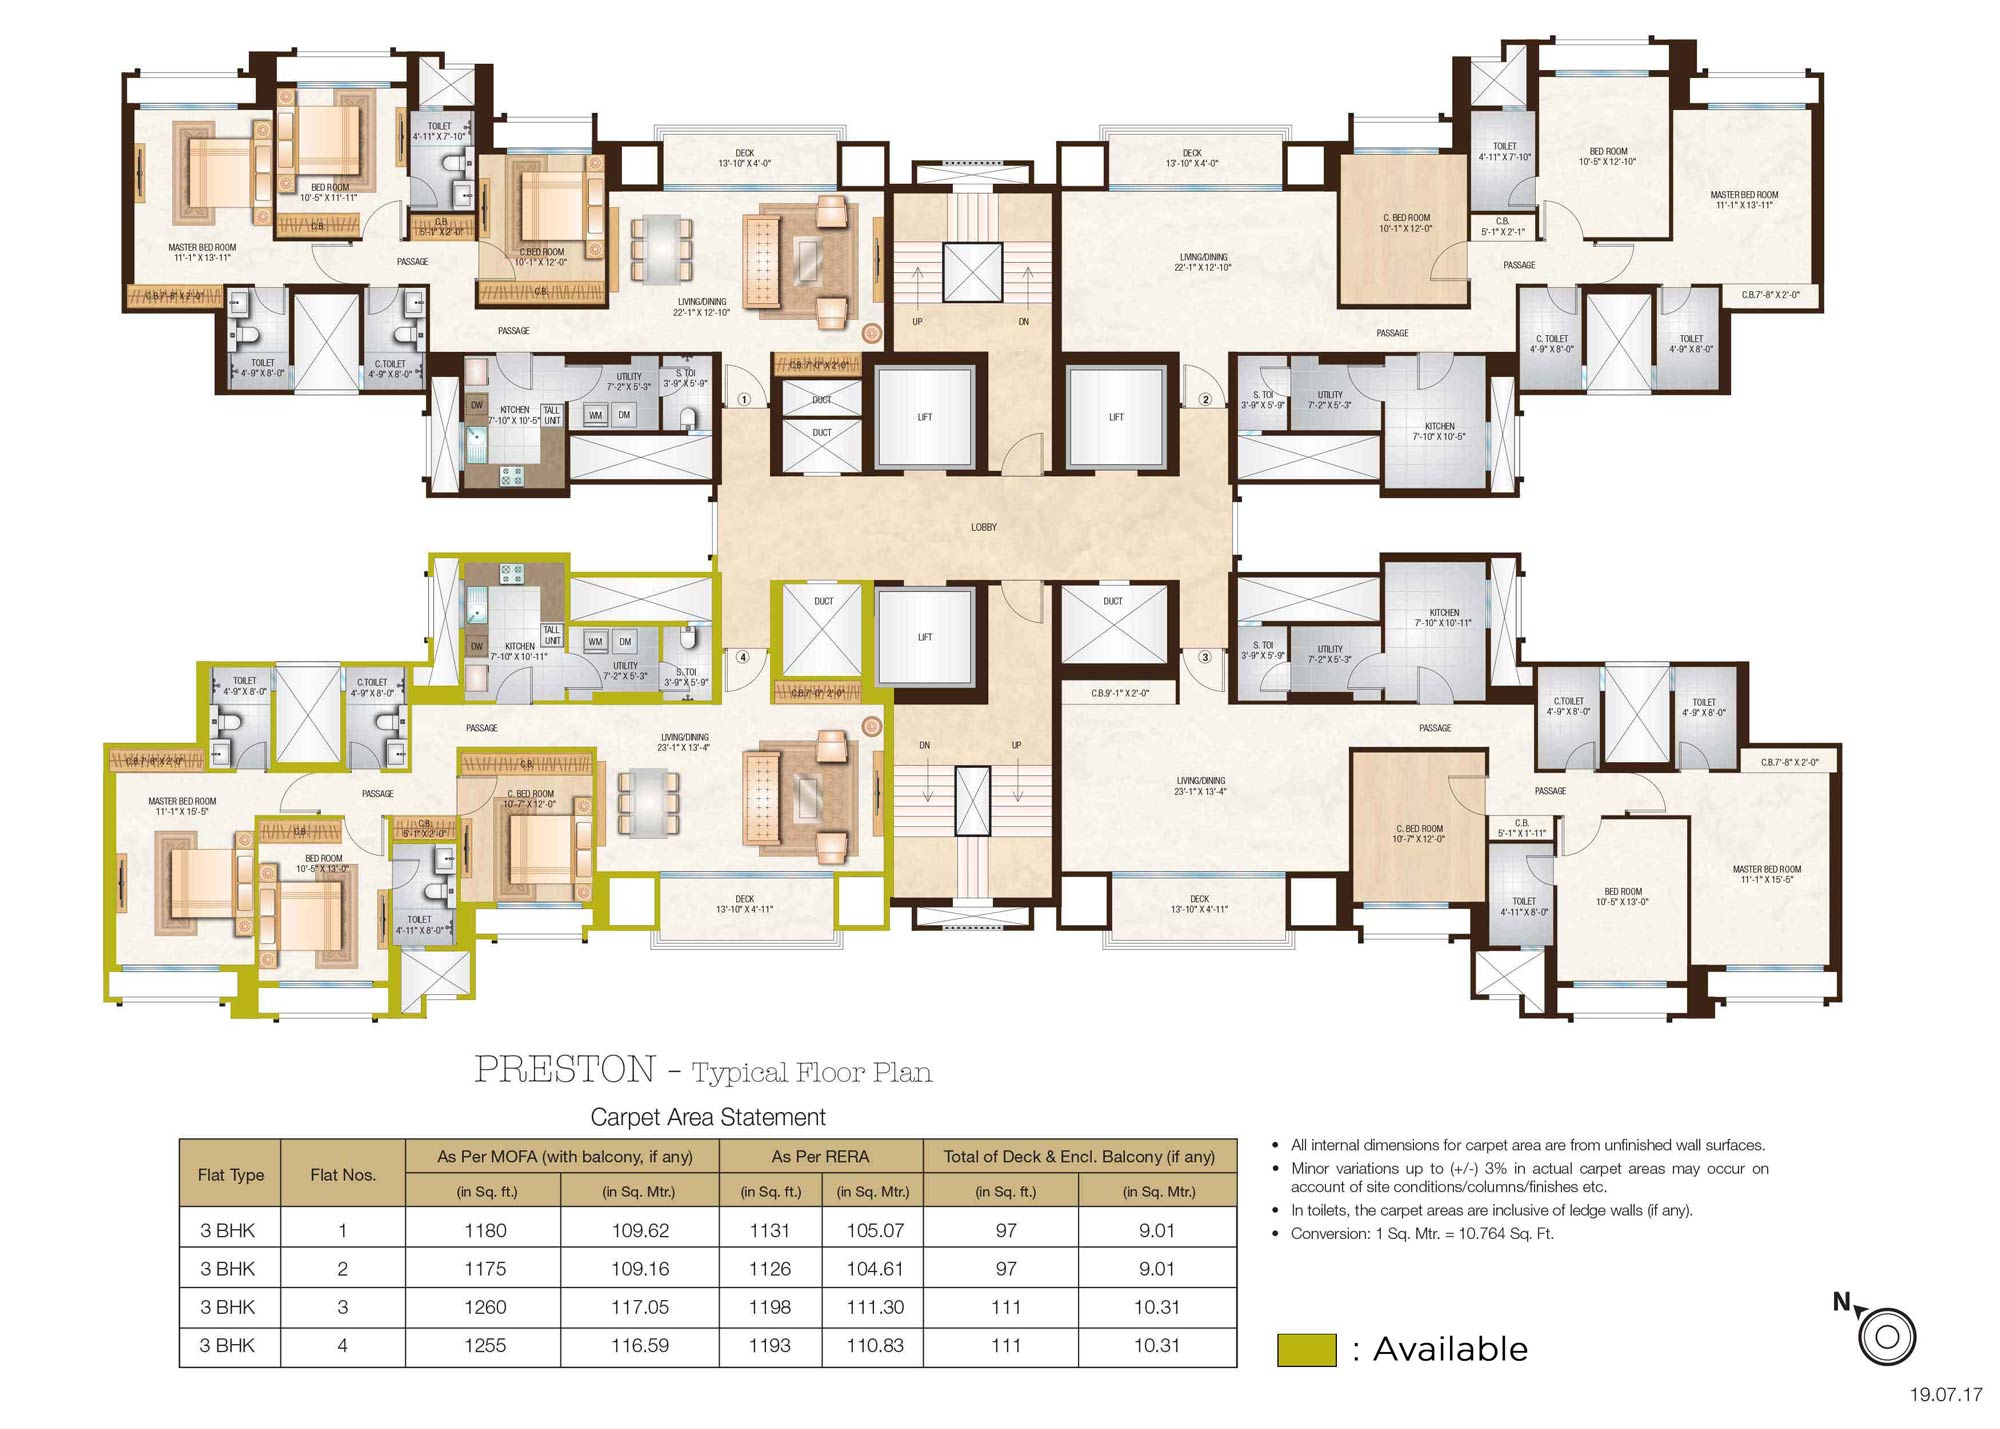 TOILET
4'-11" X 7'-10"
BED ROOM
10'-5" X 11'-11"
C.B.
C.B.
5'-1" X 2'-0"
MASTER BED ROOM
11'-1" X 13'-11"
PASSAGE
C.BED ROOM
10'-1" X 12'-0"
C.B.
C.B.7'-8" X 2'-0"
TOILET
4'-9" X 8'-0"
C.TOILET
4'-9" X 8'-0"
PASSAGE
DECK
13'-10" X 4'-0"
LIVING/DINING
22'-1" X 12'-10"
C.B.7'-0" X 2'-0"
DW
KITCHEN
7'-10" X 10'-5"
TALL
UNIT
UTILITY
7'-2" X 5'-3"
WM
DM
S. TOI
3'-9" X 5'-9"
1
DUCT
DUCT
LIFT
UP
DN
LIFT
LOBBY
DECK
13'-10" X 4'-0"
LIVING/DINING
22'-1" X 12'-10"
C. BED ROOM
10'-1" X 12'-0"
TOILET
4'-11" X 7'-10"
BED ROOM
10'-5" X 12'-10"
MASTER BED ROOM
11'-1" X 13'-11"
C.B.
5'-1" X 2'-1"
PASSAGE
C.B.7'-8" X 2'-0"
PASSAGE
C. TOILET
4'-9" X 8'-0"
TOILET
4'-9" X 8'-0"
2
S. TOI
3'-9" X 5'-9"
UTILITY
7'-2" X 5'-3"
KITCHEN
7'-10" X 10'-5"
DW
KITCHEN
7'-10" X 10'-11"
TALL
UNIT
WM
DM
UTILITY
7'-2" X 5'-3"
S. TOI
3'-9" X 5'-9"
4
DUCT
LIFT
TOILET
4'-9" X 8'-0"
C.TOILET
4'-9" X 8'-0"
PASSAGE
LIVING/DINING
23'-1" X 13'-4"
C.B.7'-0" 2'-0"
C.B.7'-8" X 2'-0"
MASTER BED ROOM
11'-1" X 15'-5"
PASSAGE
C.B.
C. BED ROOM
10'-7" X 12'-0"
C.B.
C.B.
5'-1" X 2'-0"
BED ROOM
10'-5" X 13'-0"
TOILET
4'-11" X 8'-0"
DECK
13'-10" X 4'-11"
DN
UP
DUCT
3
S. TOI
3'-9" X 5'-9"
UTILITY
7'-2" X 5'-3"
KITCHEN
7'-10" X 10'-11"
C.B.9'-1" X 2'-0"
LIVING/DINING
23'-1" X 13'-4"
PASSAGE
C.TOILET
4'-9" X 8'-0"
TOILET
4'-9" X 8'-0"
C.B.7'-8" X 2'-0"
PASSAGE
C. BED ROOM
10'-7" X 12'-0"
C.B.
5'-1" X 1'-11"
MASTER BED ROOM
11'-1" X 15'-5"
BED ROOM
10'-5" X 13'-0"
TOILET
4'-11" X 8'-0"
DECK
13'-10" X 4'-11"
PRESTON - Typical Floor Plan
Carpet Area Statement
Flat Type Flat Nos. As Per MOFA (with balcony, if any) As Per RERA Total of Deck & Encl. Balcony (if any)
(in Sq. ft.) (in Sq. Mtr.) (in Sq. ft.) (in Sq. Mtr.) (in Sq. ft.) (in Sq. Mtr.)
3 BHK 1 1180 109.62 1131 105.07 97 9.01
3 BHK 2 1175 109.16 1126 104.61 97 9.01
3 BHK 3 1260 117.05 1198 111.30 111 10.31
3 BHK 4 1255 116.59 1193 110.83 111 10.31
• All internal dimensions for carpet area are from unfinished wall surfaces.
• Minor variations up to (+/-) 3% in actual carpet areas may occur on
account of site conditions/columns/finishes etc.
• In toilets, the carpet areas are inclusive of ledge walls (if any).
• Conversion: 1 Sq. Mtr. = 10.764 Sq. Ft.
: Available
N
19.07.17